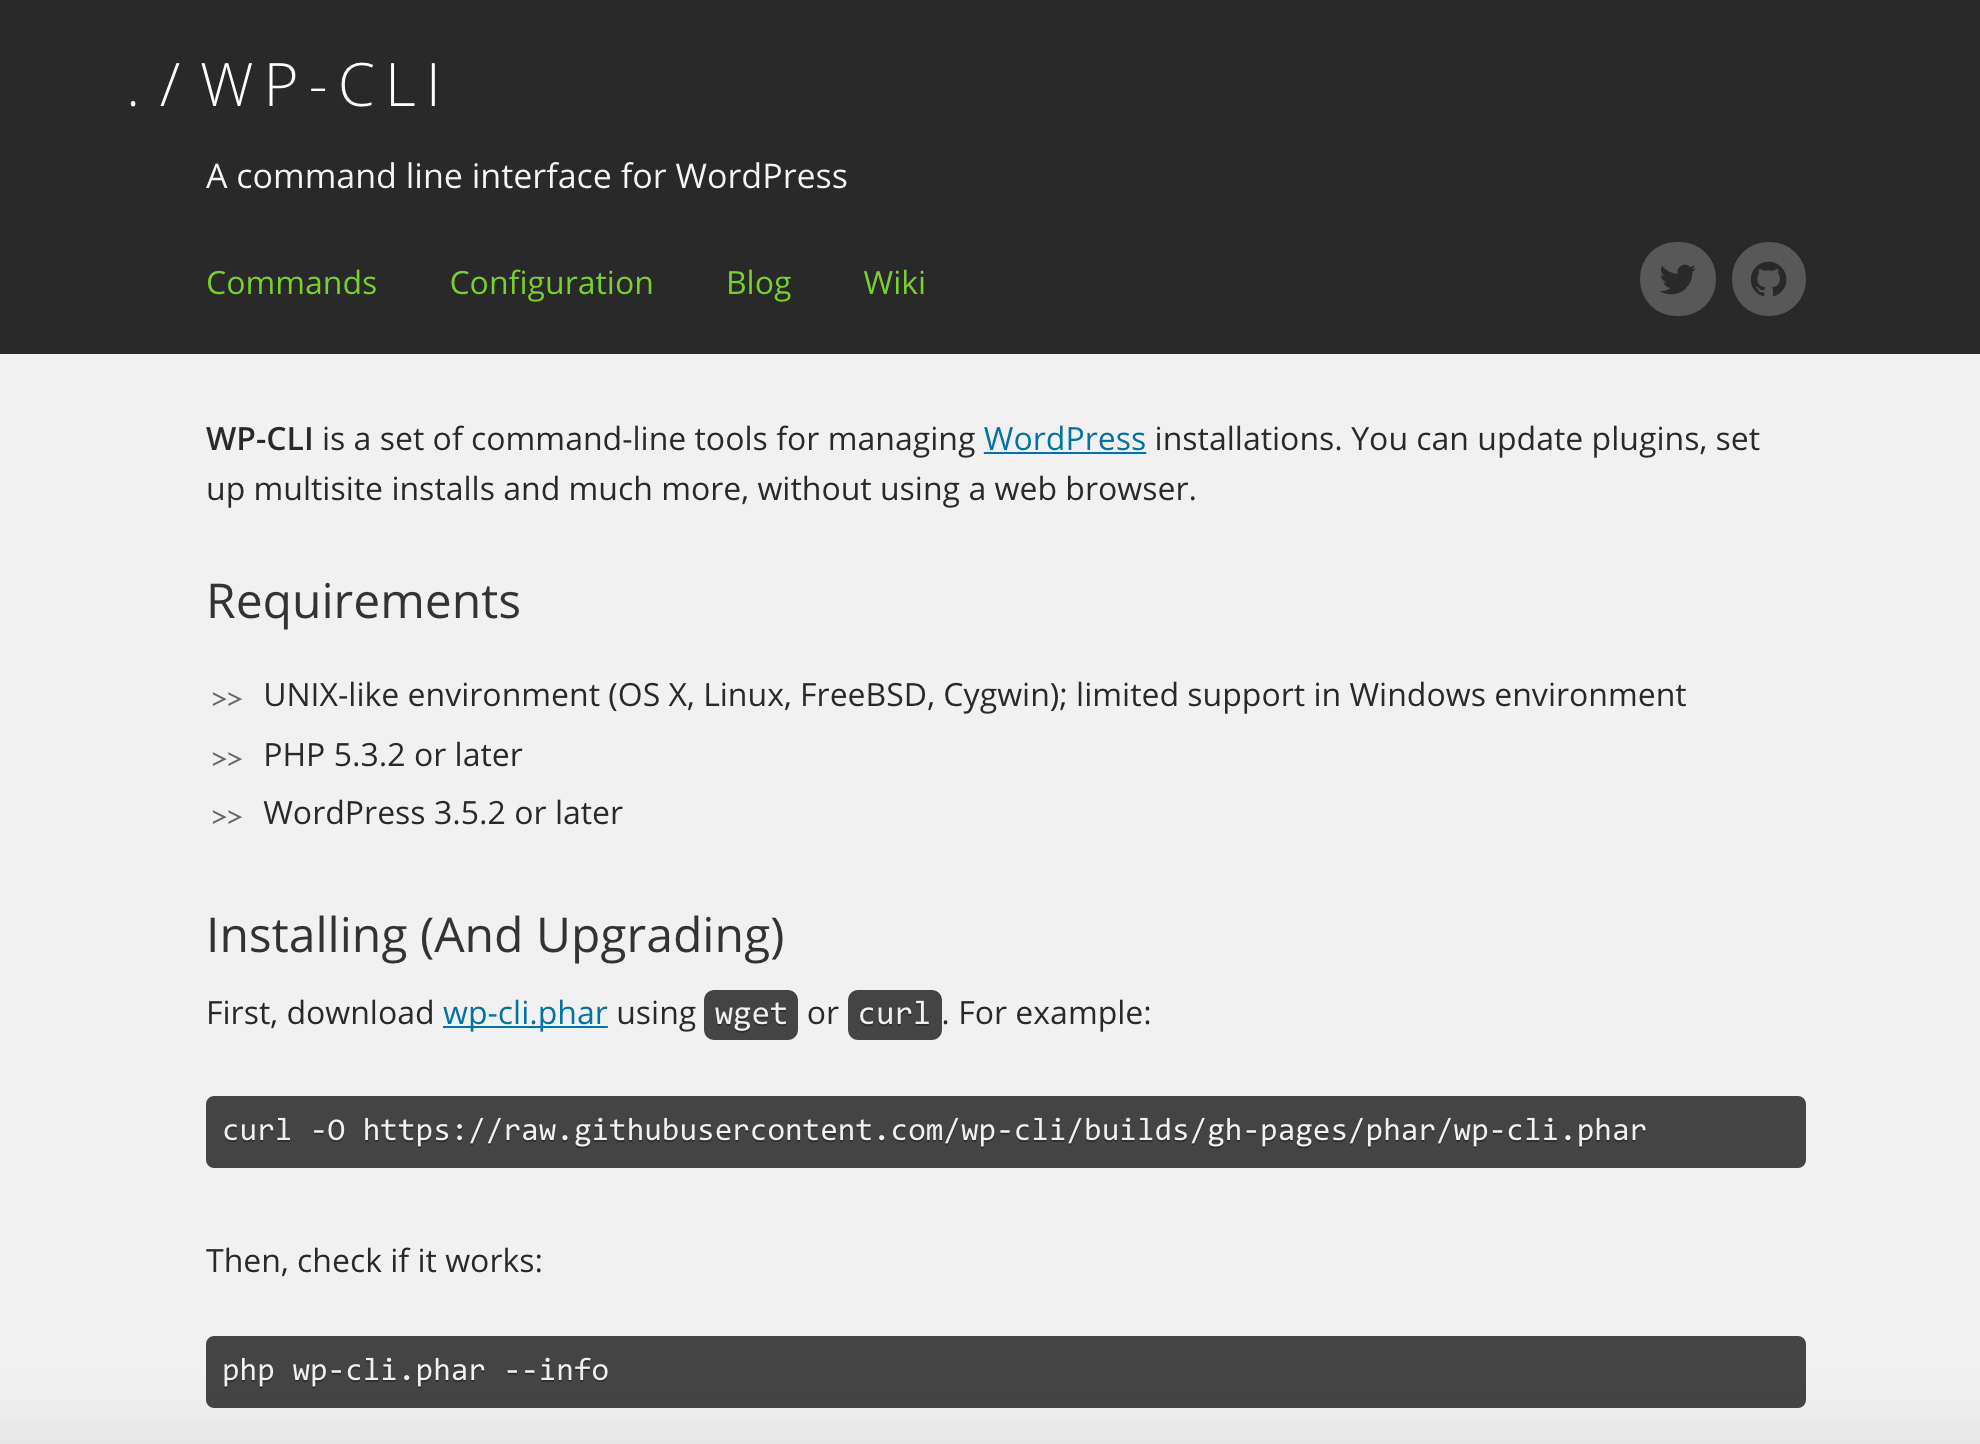 ./WP-CLI
A command line interface for WordPress
Commands Configuration Blog Wiki
WP-CLI is a set of command-line tools for managing WordPress installations. You can update plugins, set
up multisite installs and much more, without using a web browser.
Requirements
>> UNIX-like environment (OS X, Linux, FreeBSD, Cygwin); limited support in Windows environment
>> PHP 5.3.2 or later
>> WordPress 3.5.2 or later
Installing (And Upgrading)
First, download wp-cli.phar using wget or curl. For example:
curl -O https://raw.githubusercontent.com/wp-cli/builds/gh-pages/phar/wp-cli.phar
Then, check if it works:
php wp-cli.phar --info